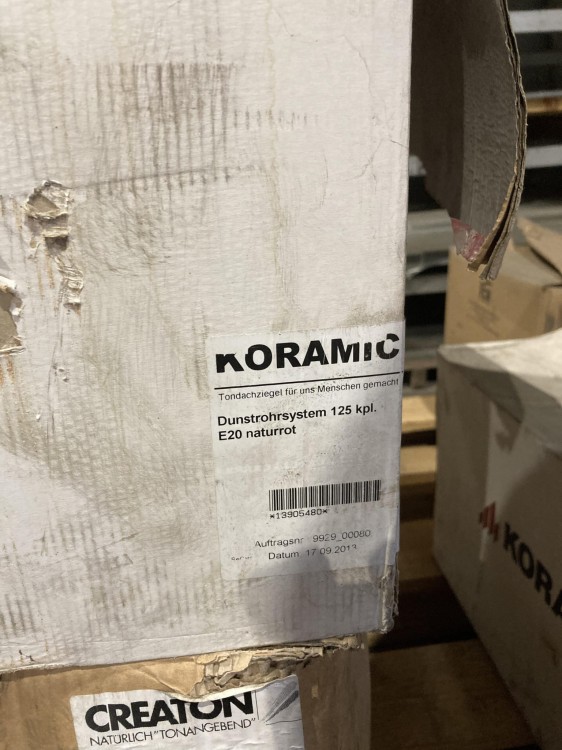 KORAMIC
Tondachziegel für uns Menschen gemacht
Dunstrohrsystem 125 kpl.
E20 naturrot
*13905480*
Auftragsnr 9929_00080
Datum 17.09.2013
KORA
CREATON
NATÜRLICH "TONANGEBEND"